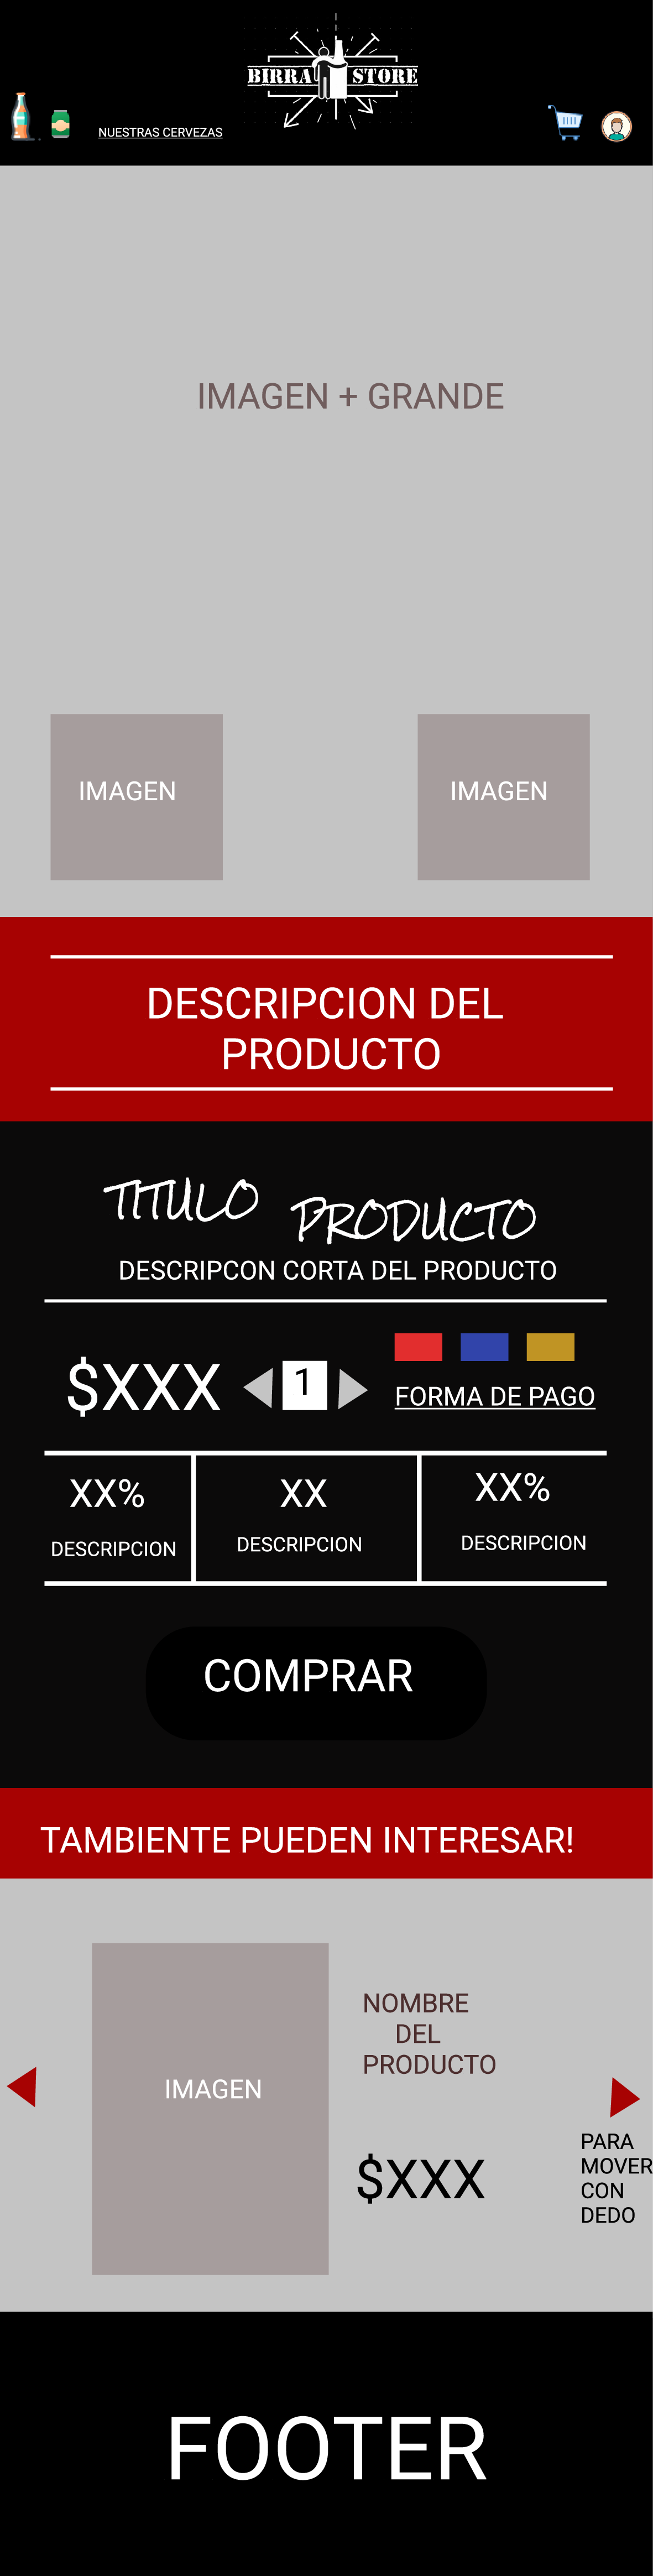 BIRRA STORE
NUESTRAS CERVEZAS
IMAGEN + GRANDE
IMAGEN
IMAGEN
DESCRIPCION DEL
PRODUCTO
TITULO PRODUCTO
DESCRIPCON CORTA DEL PRODUCTO
$XXX
1
FORMA DE PAGO
XX%
XX
XX%
DESCRIPCION
DESCRIPCION
DESCRIPCION
COMPRAR
TAMBIENTE PUEDEN INTERESAR!
IMAGEN
NOMBRE
DEL
PRODUCTO
$XXX
PARA
MOVER
CON
DEDO
FOOTER